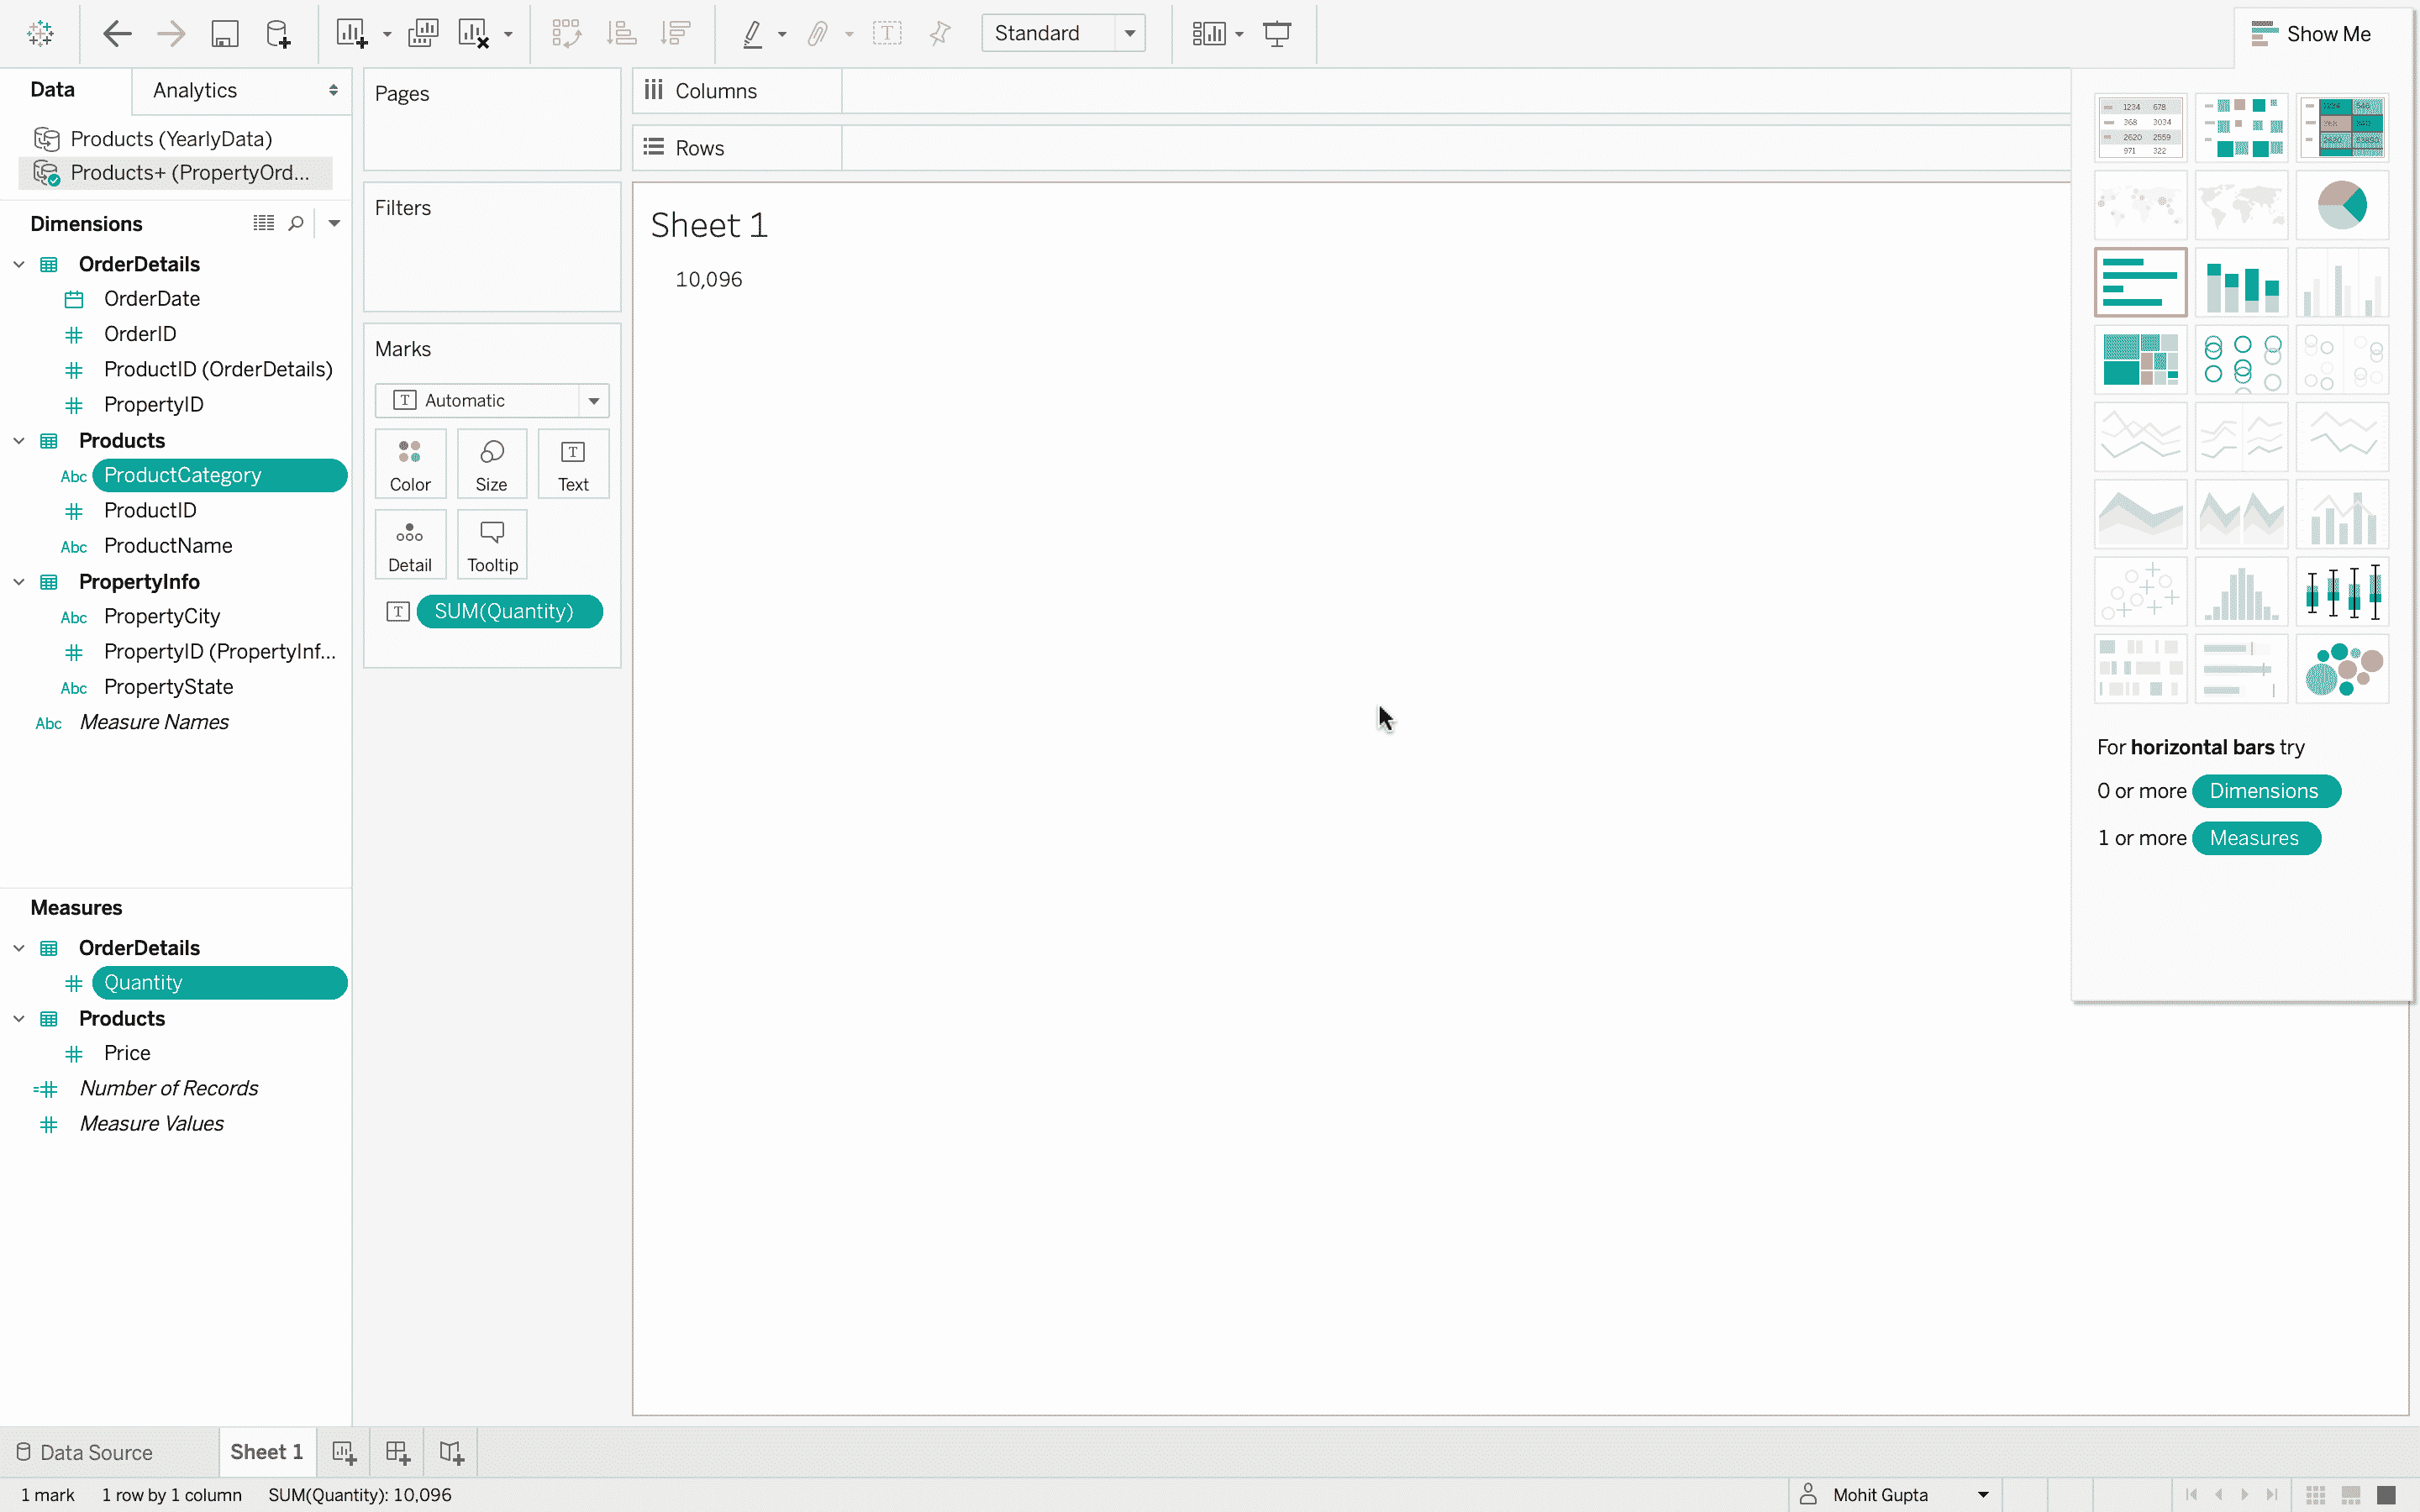 Standard
Show Me
Data
Analytics
Products (YearlyData)
Products+ (PropertyOrd...
Dimensions
OrderDetails
OrderDate
OrderID
ProductID (OrderDetails)
PropertyID
Products
Abc ProductCategory
ProductID
Abc ProductName
PropertyInfo
Abc PropertyCity
PropertyID (PropertyInf...
Abc PropertyState
Abc Measure Names
Measures
OrderDetails
Quantity
Products
Price
Number of Records
Measure Values
Pages
Filters
Marks
T Automatic
Color Size T Text
Detail Tooltip
T SUM(Quantity)
Columns
Rows
Sheet 1
10,096
1234 678
368 3034
2620 2559
971 322
For horizontal bars try
0 or more Dimensions
1 or more Measures
Data Source Sheet 1
1 mark 1 row by 1 column SUM(Quantity): 10,096 Mohit Gupta